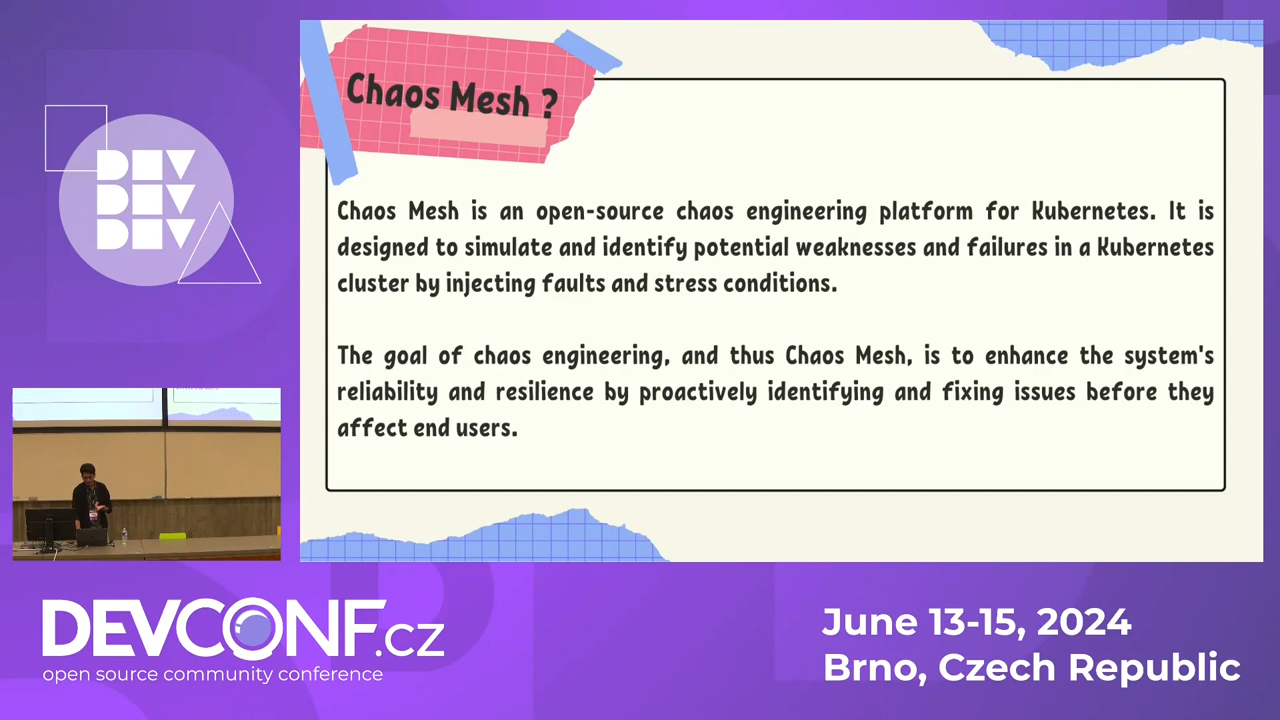 Chaos Mesh ?
Chaos Mesh is an open-source chaos engineering platform for Kubernetes. It is
designed to simulate and identify potential weaknesses and failures in a Kubernetes
cluster by injecting faults and stress conditions.
The goal of chaos engineering, and thus Chaos Mesh, is to enhance the system's
reliability and resilience by proactively identifying and fixing issues before they
affect end users.
DEV
DEV
DEV
DEVCONF.cz
open source community conference
June 13-15, 2024
Brno, Czech Republic